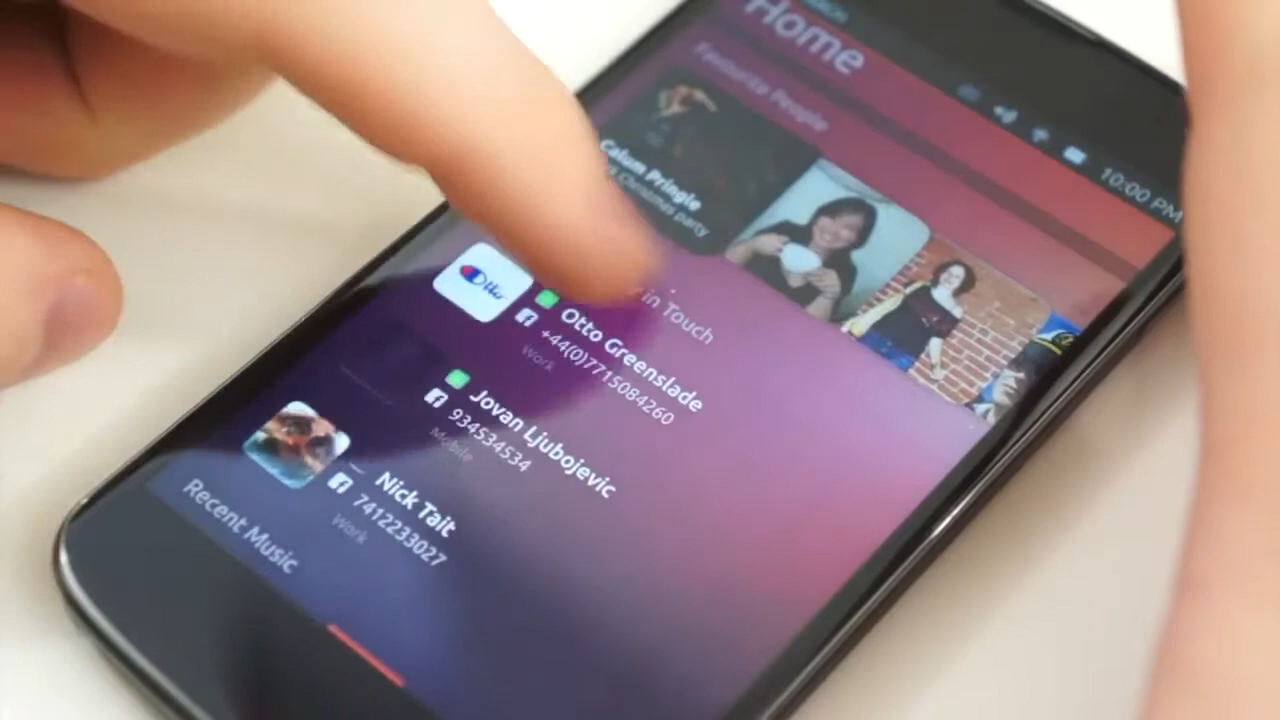 Home
10:00 PM
Favourite People
Calum Pringle
Christmas party
in Touch
Otto Greenslade
+44(0)7715084260
Work
Jovan Ljubojevic
934534534
Mobile
Nick Tait
7412233027
Work
Recent Music